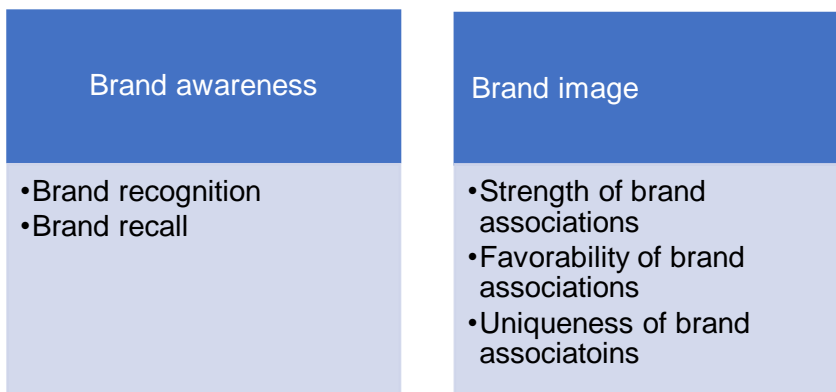 Brand awareness
•Brand recognition
•Brand recall
Brand image
•Strength of brand
associations
•Favorability of brand
associations
•Uniqueness of brand
associatoins